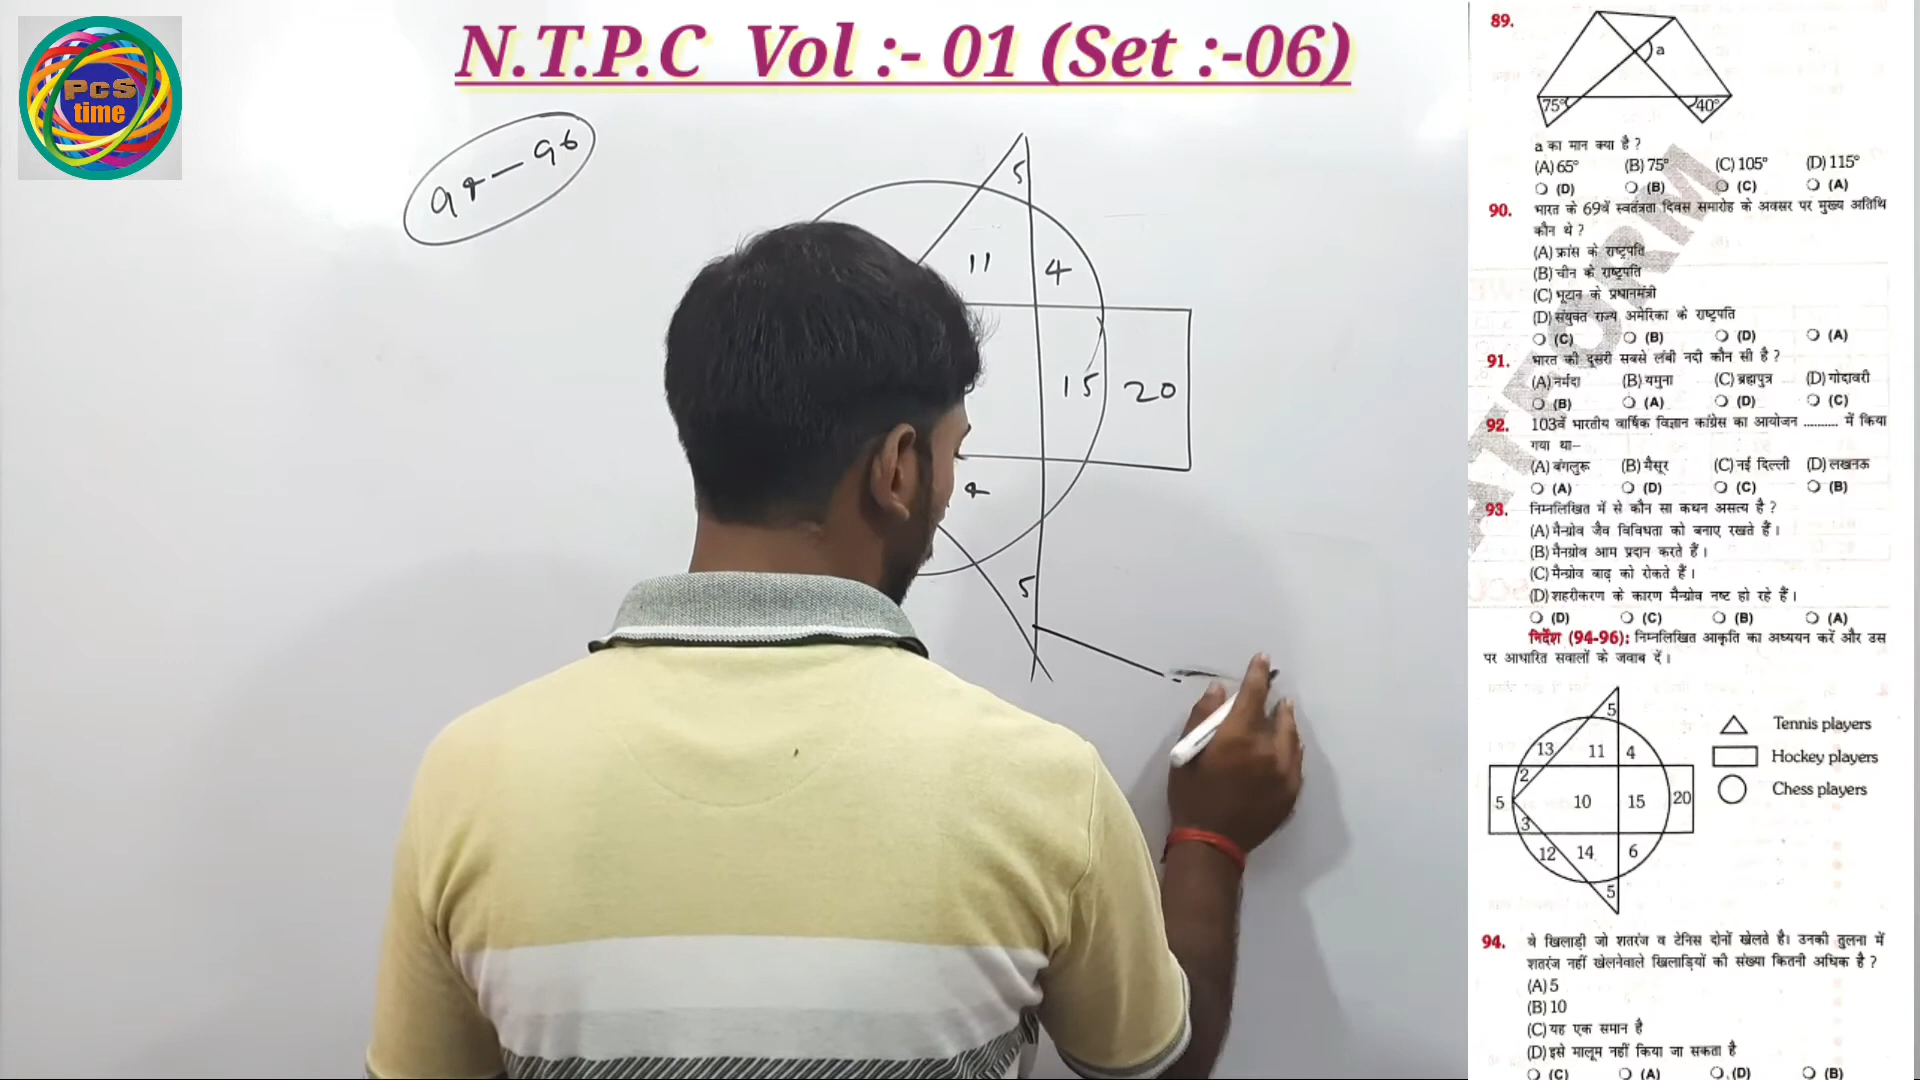 N.T.P.C Vol :- 01 (Set :-06)
PcS
time
94-96
5
11
4
15
20
5
89.
a
75°
40°
a का मान क्या है ?
(A) 65° (B) 75° (C) 105° (D) 115°
(D) (B) (C) (A)
90. भारत के 69वें स्वतंत्रता दिवस समारोह के अवसर पर मुख्य अतिथि
कौन थे ?
(A) फ्रांस के राष्ट्रपति
(B) चीन के राष्ट्रपति
(C) भूटान के प्रधानमंत्री
(D) संयुक्त राज्य अमेरिका के राष्ट्रपति
(C) (B) (D) (A)
91. भारत की दूसरी सबसे लंबी नदी कौन सी है ?
(A) नर्मदा (B) यमुना (C) ब्रह्मपुत्र (D) गोदावरी
(B) (A) (D) (C)
92. 103वें भारतीय वार्षिक विज्ञान कांग्रेस का आयोजन .......... में किया
गया था–
(A) बंगलुरू (B) मैसूर (C) नई दिल्ली (D) लखनऊ
(A) (D) (C) (B)
93. निम्नलिखित में से कौन सा कथन असत्य है ?
(A) मैन्ग्रोव जैव विविधता को बनाए रखते हैं।
(B) मैनग्रोव आम प्रदान करते हैं।
(C) मैन्ग्रोव बाढ़ को रोकते हैं।
(D) शहरीकरण के कारण मैन्ग्रोव नष्ट हो रहे हैं।
(D) (C) (B) (A)
निर्देश (94-96): निम्नलिखित आकृति का अध्ययन करें और उस
पर आधारित सवालों के जवाब दें।
5
13 11 4
2
5 10 15 20
3
12 14 6
5
Tennis players
Hockey players
Chess players
94. वे खिलाड़ी जो शतरंज व टेनिस दोनों खेलते है। उनकी तुलना में
शतरंज नहीं खेलनेवाले खिलाड़ियों की संख्या कितनी अधिक है ?
(A) 5
(B) 10
(C) यह एक समान है
(D) इसे मालूम नहीं किया जा सकता है
(C) (A) (D) (B)